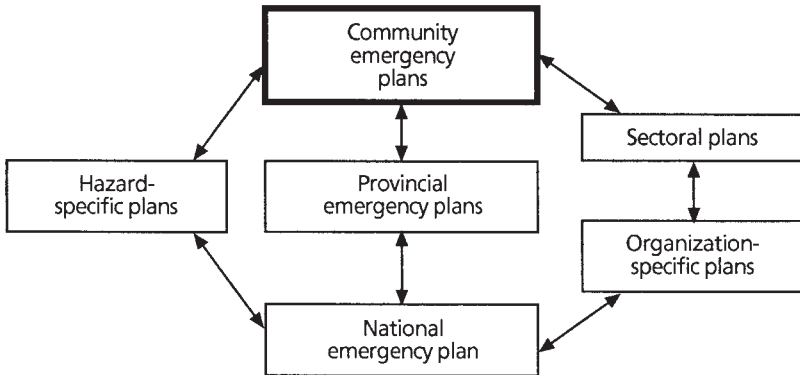 Community
emergency
plans
Sectoral plans
Hazard-
specific plans
Provincial
emergency plans
Organization-
specific plans
National
emergency plan